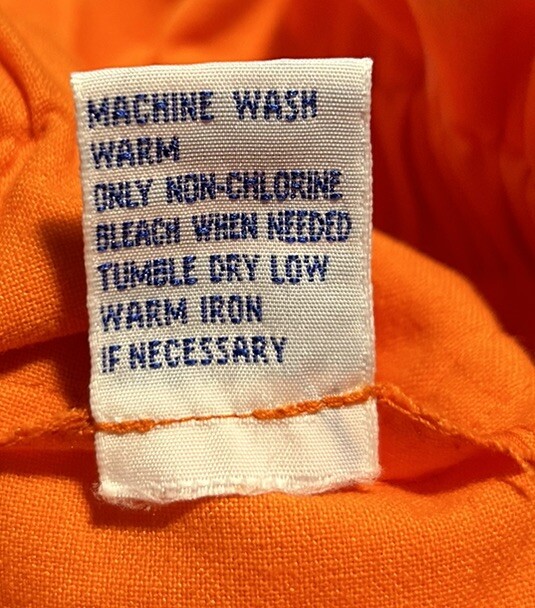 MACHINE WASH
WARM
ONLY NON-CHLORINE
BLEACH WHEN NEEDED
TUMBLE DRY LOW
WARM IRON
IF NECESSARY